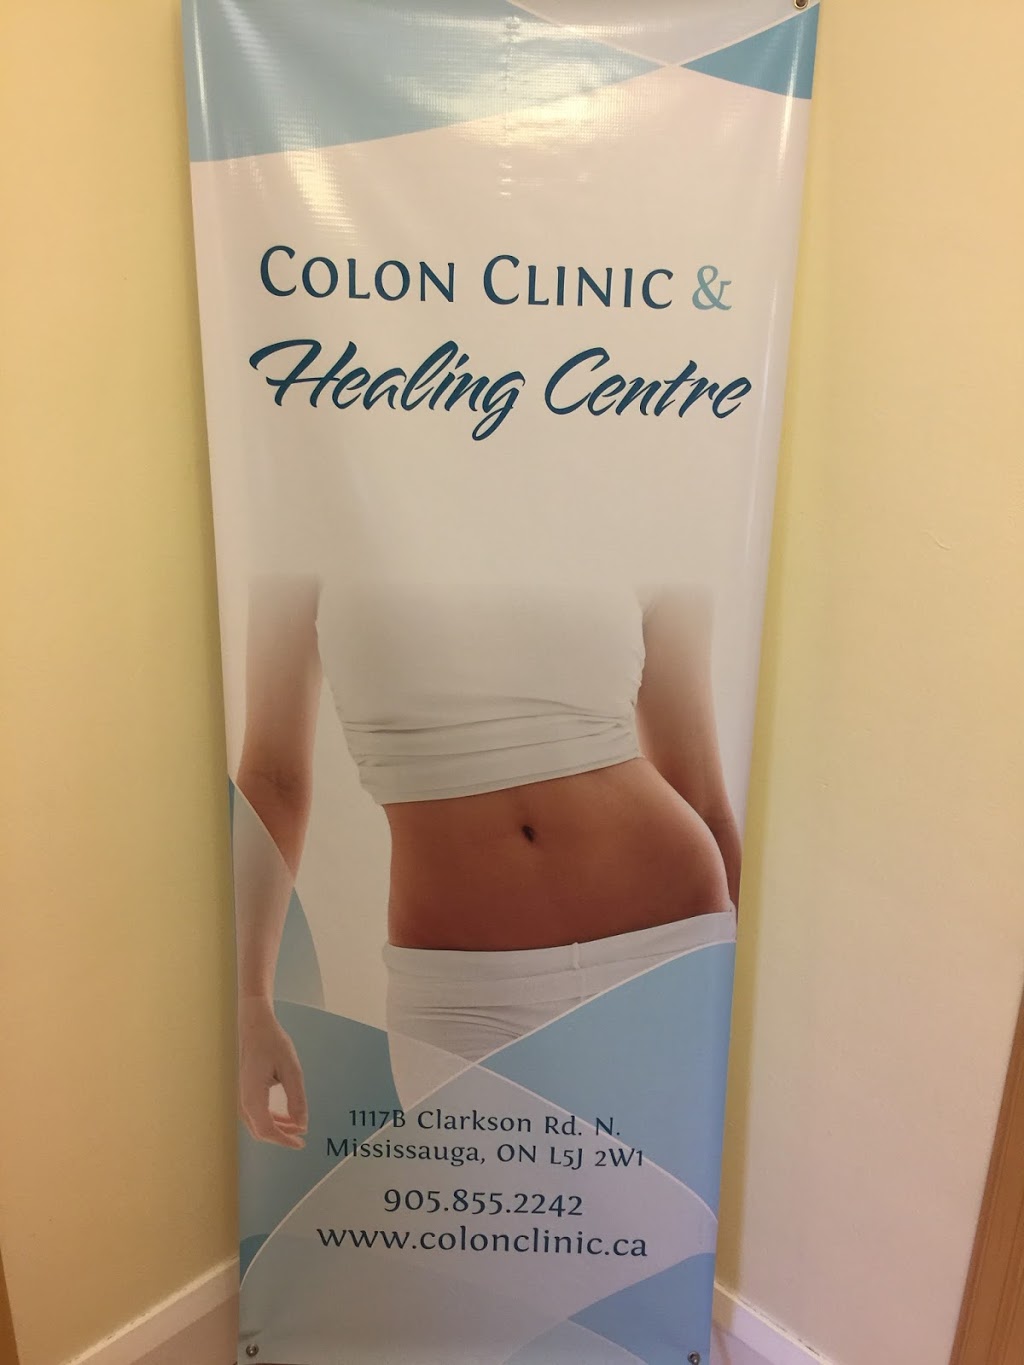 Colon Clinic &
Healing Centre
1117B Clarkson Rd. N.
Mississauga, ON L5J 2W1
905.855.2242
www.colonclinic.ca